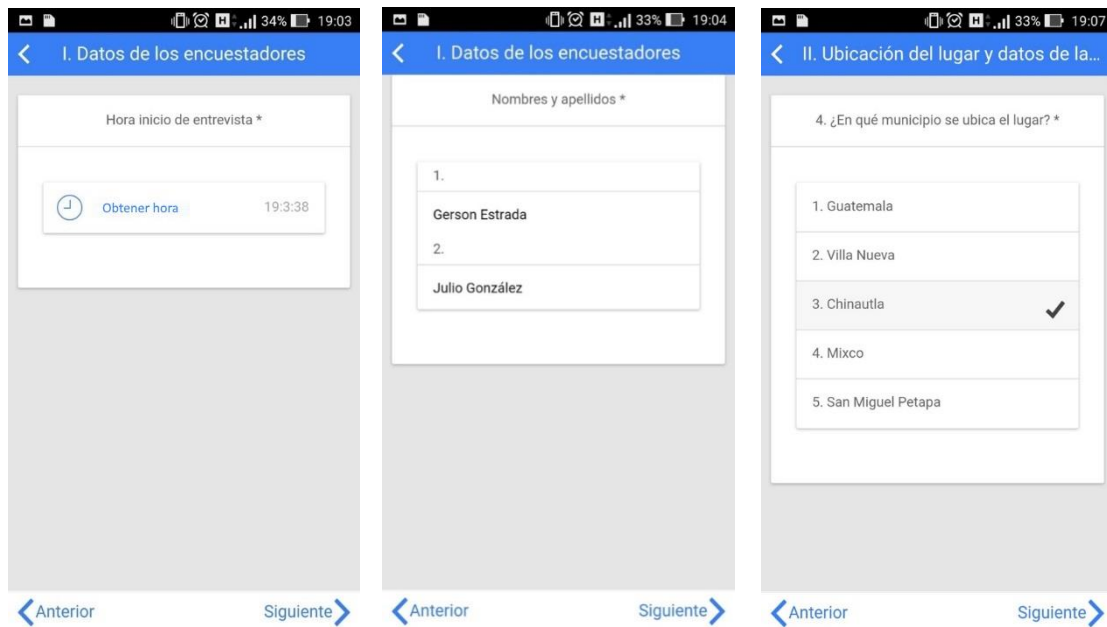 34% 19:03
I. Datos de los encuestadores
Hora inicio de entrevista *
Obtener hora 19:3:38
Anterior Siguiente
33% 19:04
I. Datos de los encuestadores
Nombres y apellidos *
1.
Gerson Estrada
2.
Julio González
Anterior Siguiente
H 33% 19:07
II. Ubicación del lugar y datos de la...
4. ¿En qué municipio se ubica el lugar? *
1. Guatemala
2. Villa Nueva
3. Chinautla
4. Mixco
5. San Miguel Petapa
Anterior Siguiente